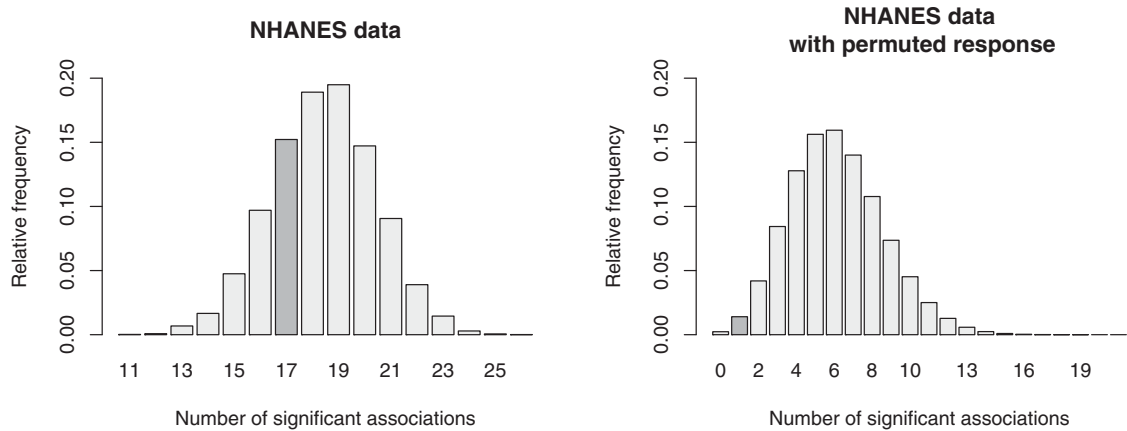 NHANES data
Relative frequency
0.20
0.15
0.10
0.05
0.00
11 13 15 17 19 21 23 25
Number of significant associations
NHANES data
with permuted response
Relative frequency
0.20
0.15
0.10
0.05
0.00
0 2 4 6 8 10 13 16 19
Number of significant associations